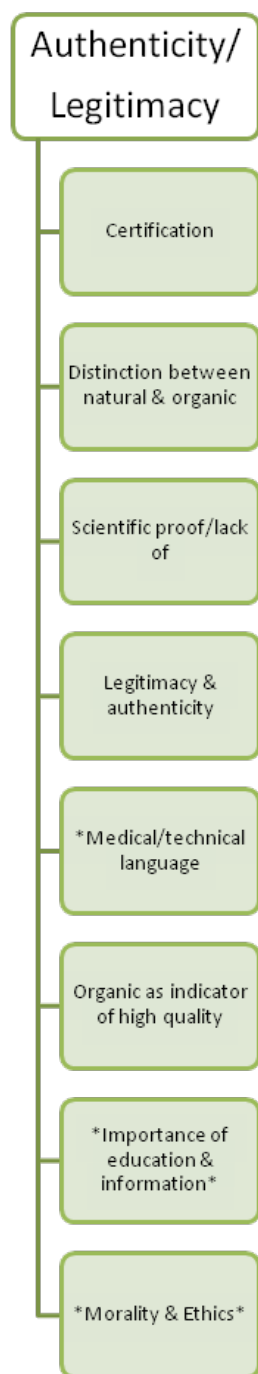 Authenticity/
Legitimacy
Certification
Distinction between
natural & organic
Scientific proof/lack
of
Legitimacy &
authenticity
*Medical/technical
language
Organic as indicator
of high quality
*Importance of
education &
information*
*Morality & Ethics*